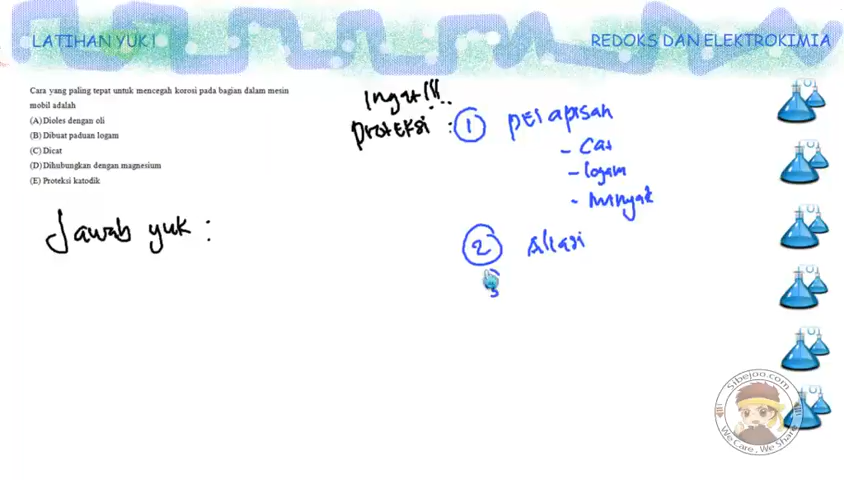 LATIHAN YUK !
REDOKS DAN ELEKTROKIMIA
Cara yang paling tepat untuk mencegah korosi pada bagian dalam mesin
mobil adalah
(A) Dioles dengan oli
(B) Dibuat paduan logam
(C) Dicat
(D) Dihubungkan dengan magnesium
(E) Proteksi katodik
Jawab yuk :
Ingat!!!..
Proteksi : 1 pelapisan
- Cat
- logam
- minyak
2 Aliasi
3
Sibejoo.com
We Care, We Share